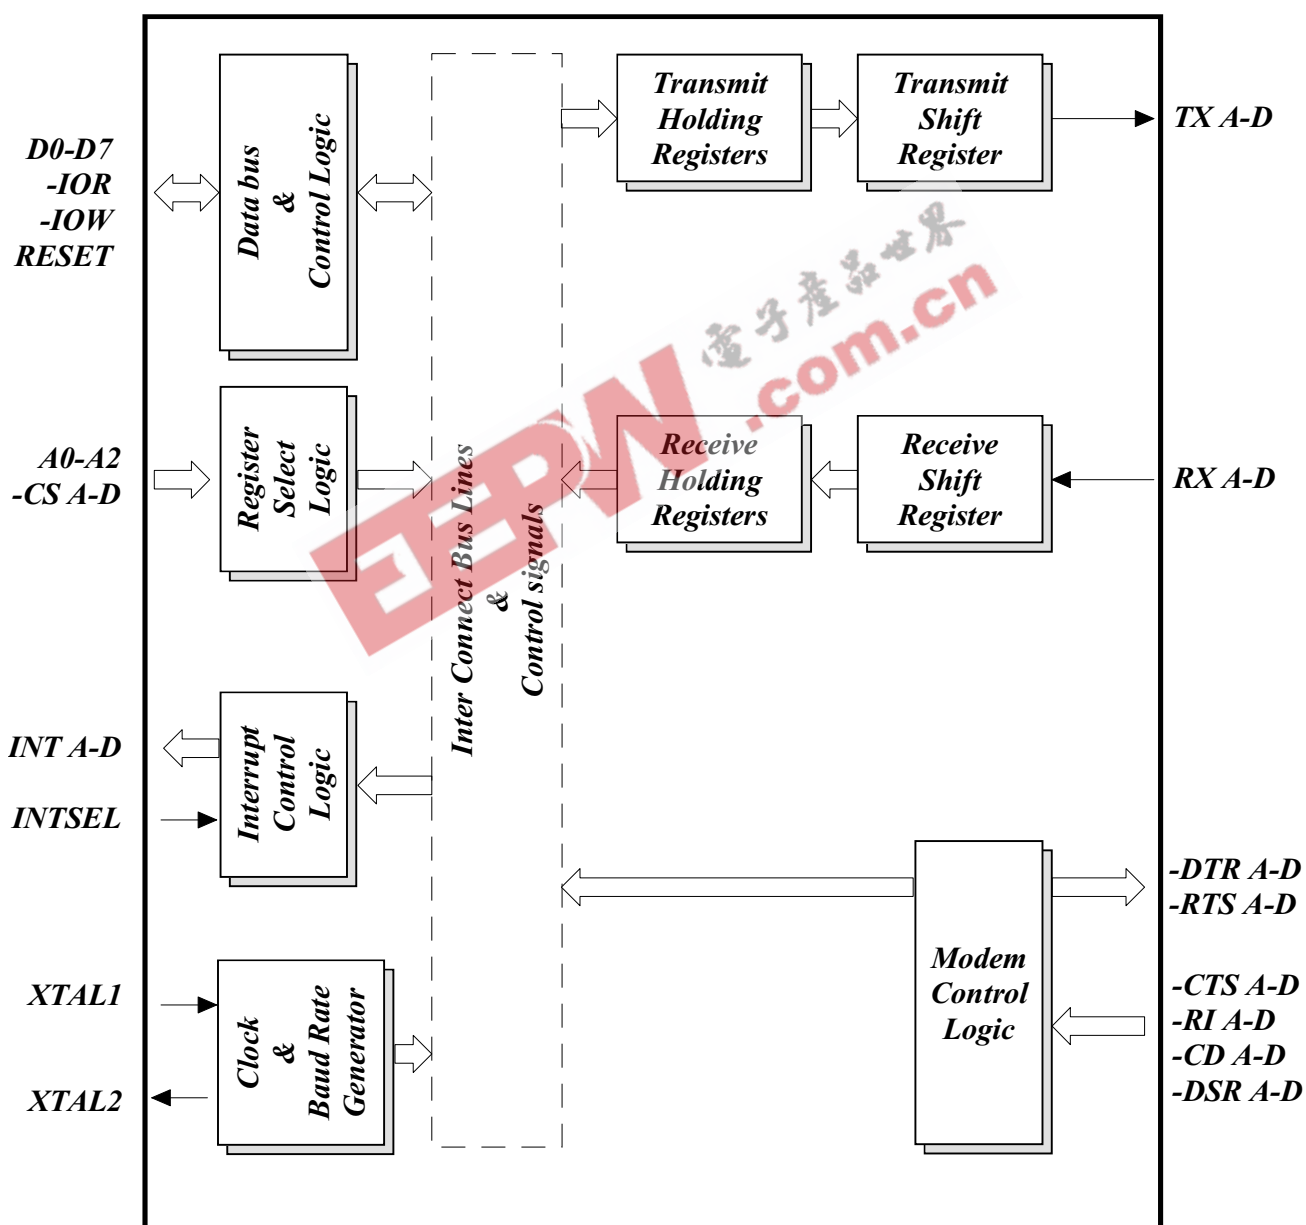 D0-D7
-IOR
-IOW
RESET
Data bus
&
Control Logic
A0-A2
-CS A-D
Register
Select
Logic
INT A-D
INTSEL
Interrupt
Control
Logic
XTAL1
XTAL2
Clock
&
Baud Rate
Generator
Inter Connect Bus Lines
&
Control signals
Transmit
Holding
Registers
Transmit
Shift
Register
TX A-D
Receive
Holding
Registers
Receive
Shift
Register
RX A-D
Modem
Control
Logic
-DTR A-D
-RTS A-D
-CTS A-D
-RI A-D
-CD A-D
-DSR A-D
EEPW
電子產品世界
.com.cn